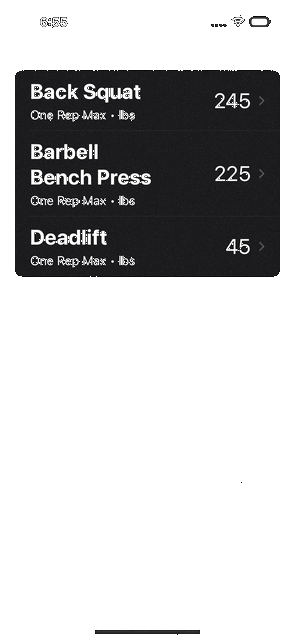 6:55
Back Squat
245
One Rep Max • lbs
Barbell
Bench Press
225
One Rep Max • lbs
Deadlift
45
One Rep Max • lbs